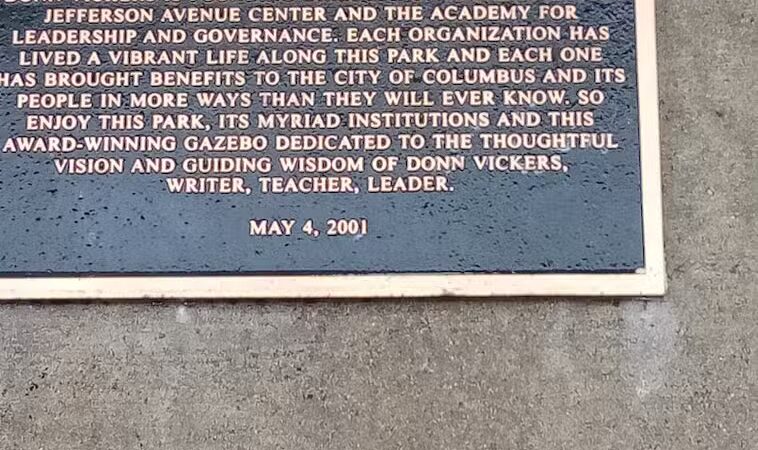 JEFFERSON AVENUE CENTER AND THE ACADEMY FOR
LEADERSHIP AND GOVERNANCE. EACH ORGANIZATION HAS
LIVED A VIBRANT LIFE ALONG THIS PARK AND EACH ONE
HAS BROUGHT BENEFITS TO THE CITY OF COLUMBUS AND ITS
PEOPLE IN MORE WAYS THAN THEY WILL EVER KNOW. SO
ENJOY THIS PARK, ITS MYRIAD INSTITUTIONS AND THIS
AWARD-WINNING GAZEBO DEDICATED TO THE THOUGHTFUL
VISION AND GUIDING WISDOM OF DONN VICKERS,
WRITER, TEACHER, LEADER.
MAY 4, 2001